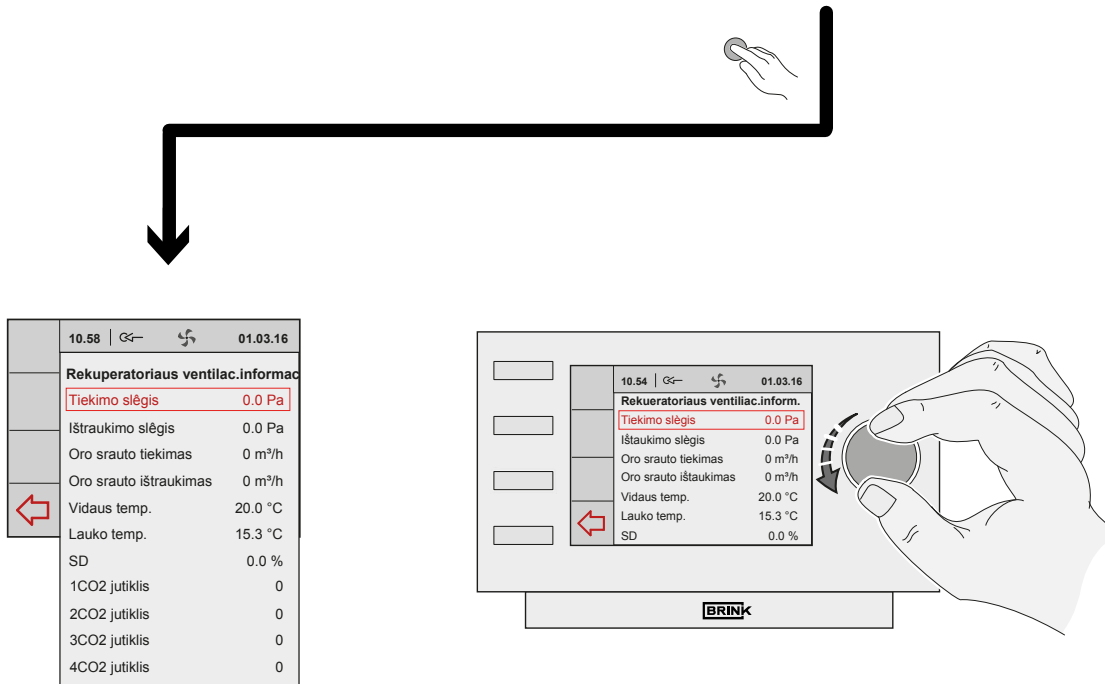 10.58 01.03.16
Rekuperatoriaus ventilac.informac
Tiekimo slêgis 0.0 Pa
Ištraukimo slėgis 0.0 Pa
Oro srauto tiekimas 0 m³/h
Oro srauto ištraukimas 0 m³/h
Vidaus temp. 20.0 °C
Lauko temp. 15.3 °C
SD 0.0 %
1CO2 jutiklis 0
2CO2 jutiklis 0
3CO2 jutiklis 0
4CO2 jutiklis 0
10.54 01.03.16
Rekueratoriaus ventiliac.inform.
Tiekimo slėgis 0.0 Pa
Ištaukimo slėgis 0.0 Pa
Oro srauto tiekimas 0 m³/h
Oro srauto ištaukimas 0 m³/h
Vidaus temp. 20.0 °C
Lauko temp. 15.3 °C
SD 0.0 %
BRINK